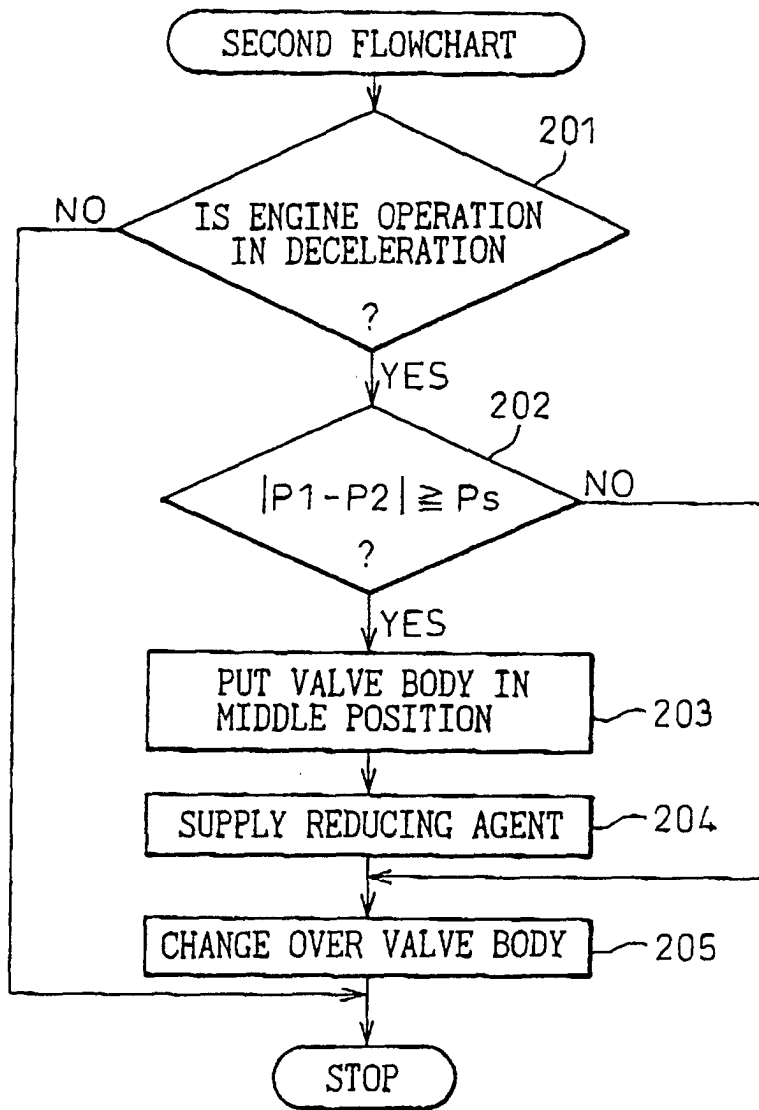 SECOND FLOWCHART
201
NO
IS ENGINE OPERATION
IN DECELERATION
?
YES
202
|P1-P2| ≧ Ps
NO
?
YES
PUT VALVE BODY IN
MIDDLE POSITION
203
SUPPLY REDUCING AGENT
204
CHANGE OVER VALVE BODY
205
STOP